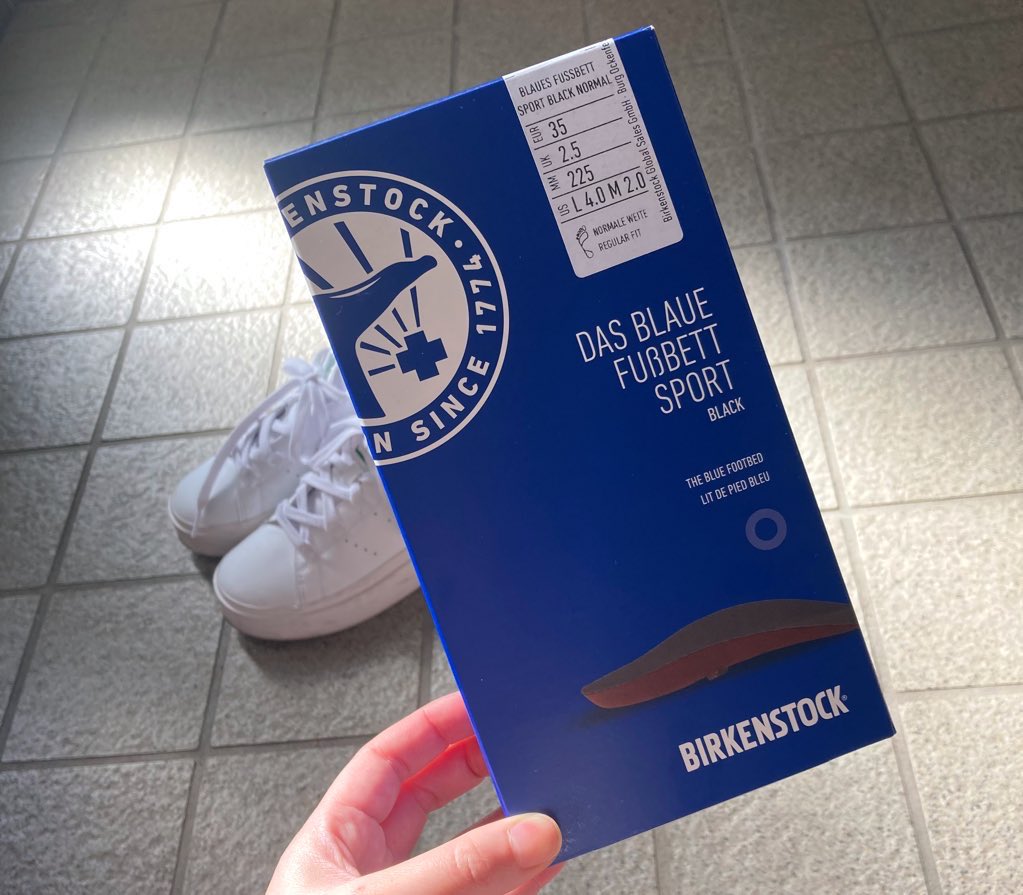 BLAUES FUSSBETT
SPORT BLACK NORMAL
EUR 35
UK 2.5
MM 225
US L 4.0 M 2.0
NORMALE WEITE
REGULAR FIT
Birkenstock Global Sales GmbH · Burg Ockenfels
ENSTOCK · 1774
N SINCE
DAS BLAUE
FUẞBETT
SPORT
BLACK
THE BLUE FOOTBED
LIT DE PIED BLEU
BIRKENSTOCK®